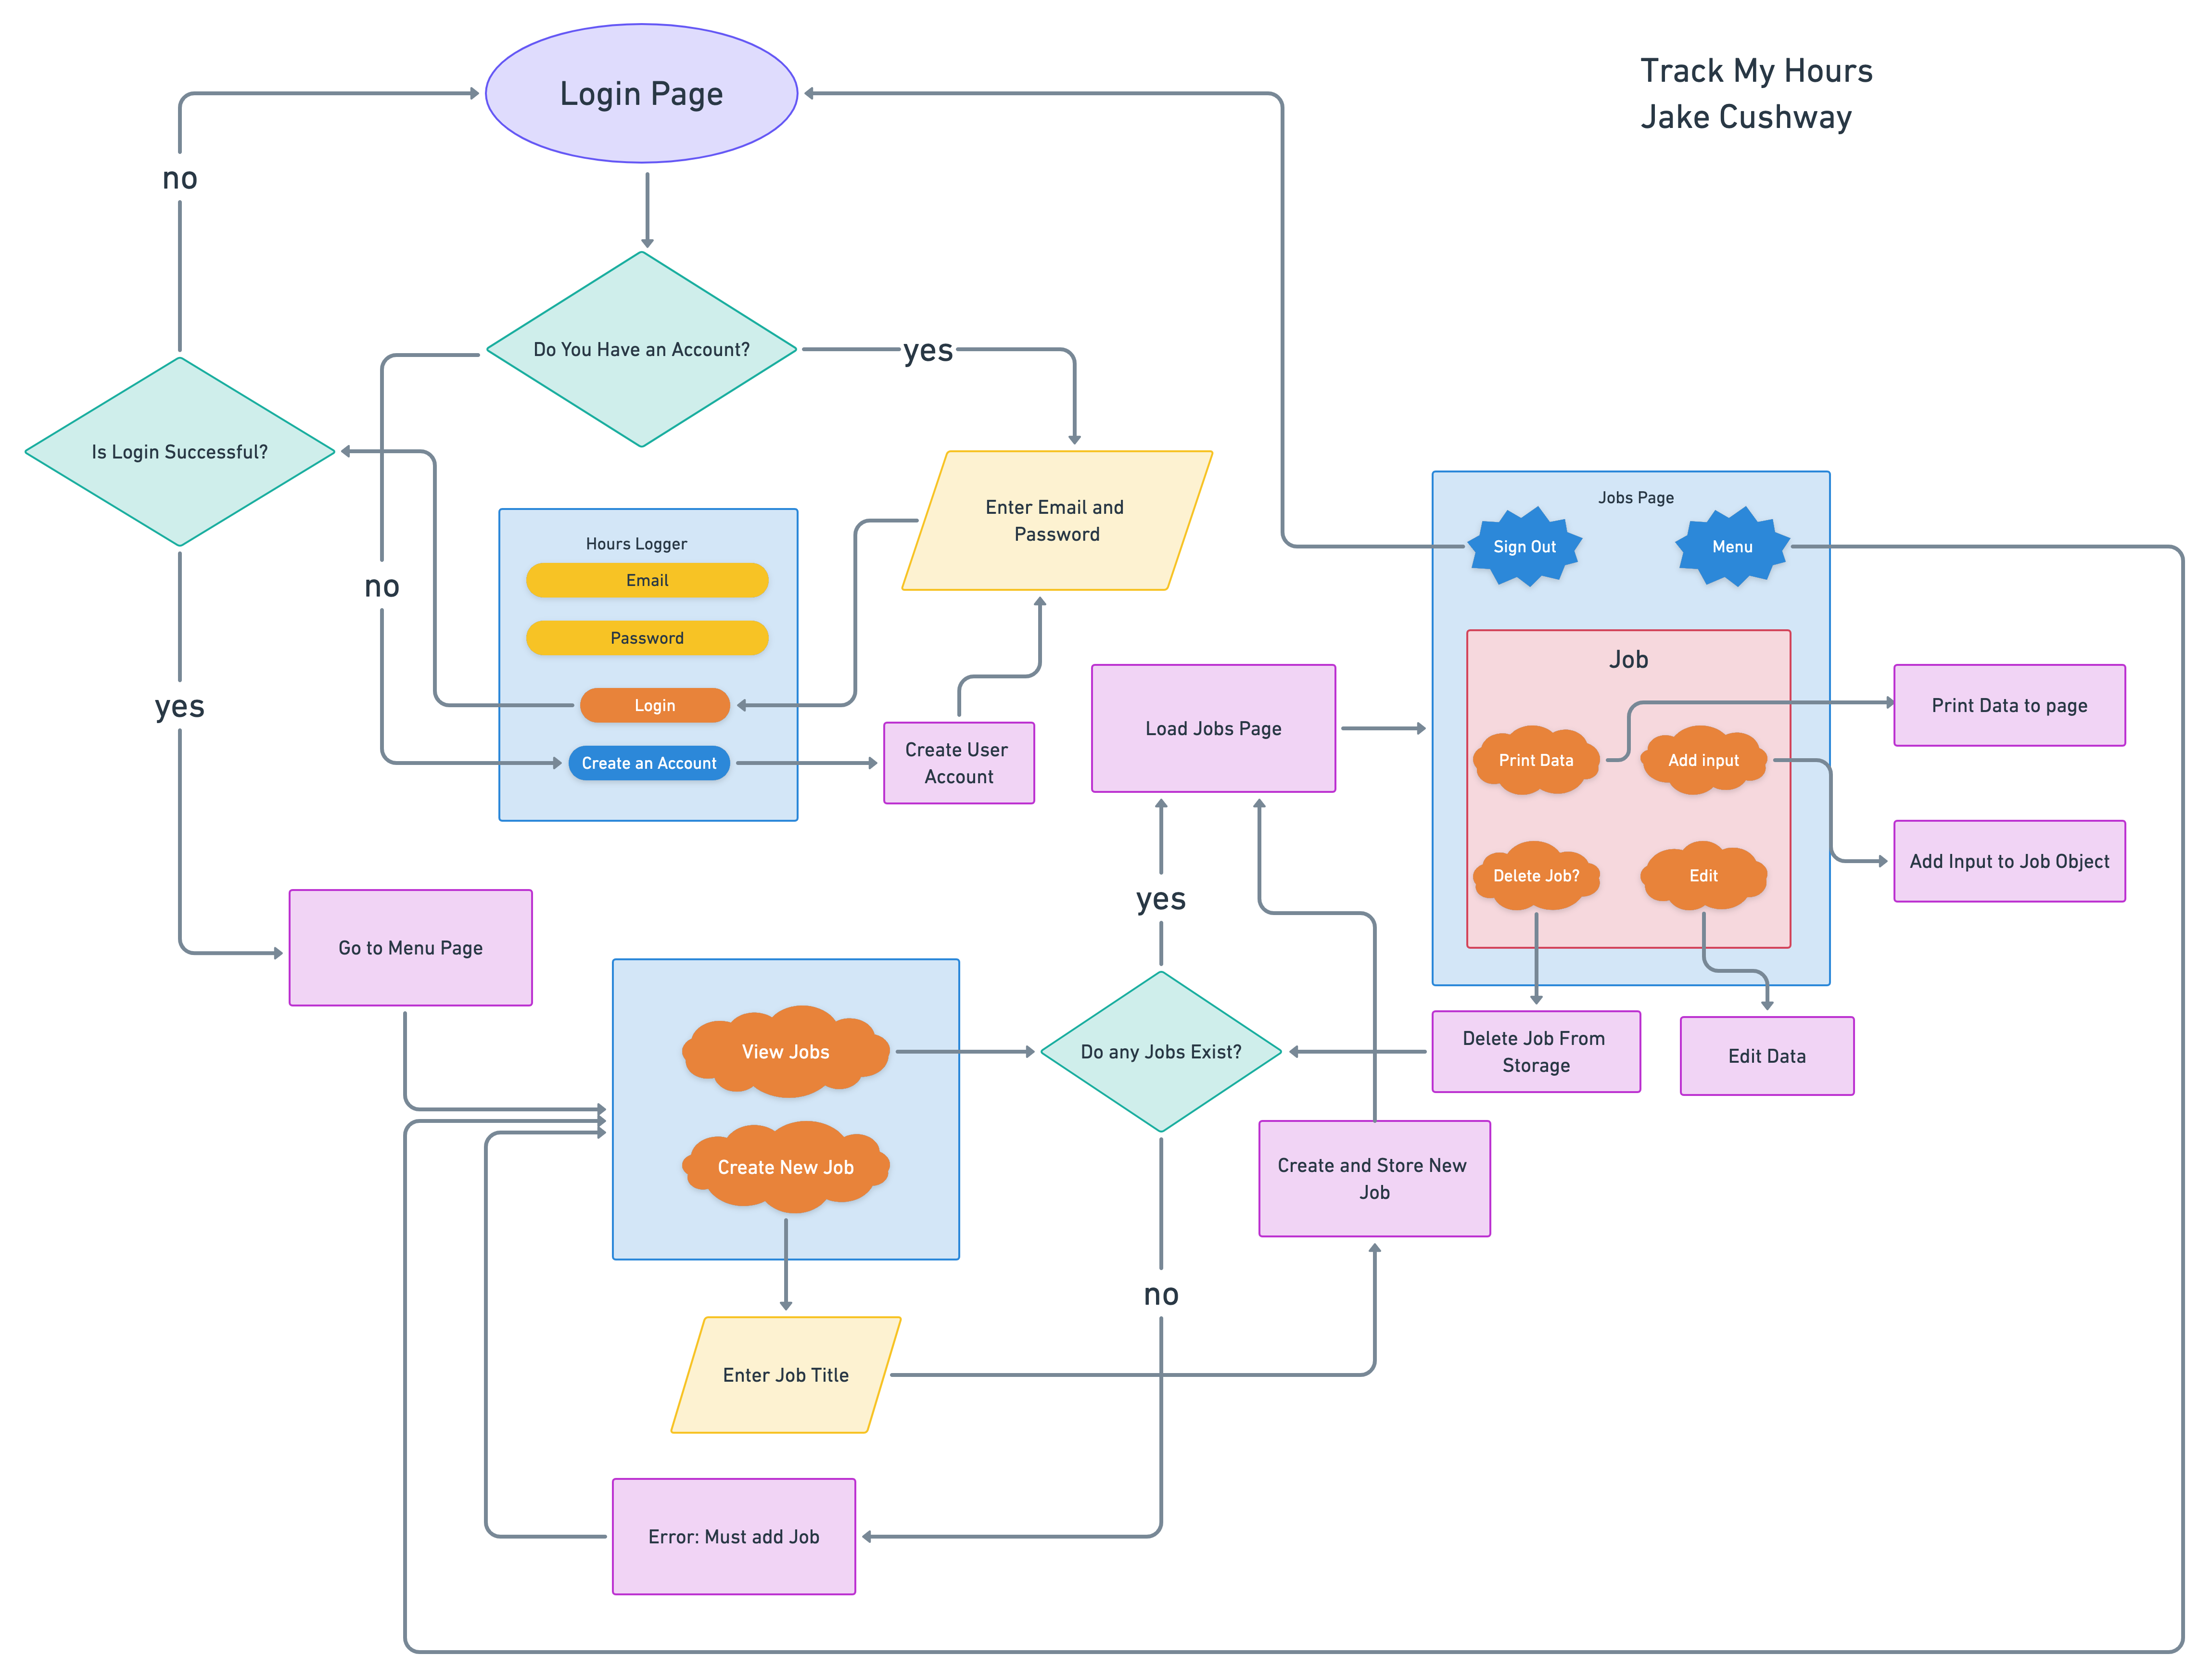 Login Page
Track My Hours
Jake Cushway
no
Do You Have an Account?
yes
Is Login Successful?
Enter Email and
Password
Hours Logger
Email
Password
Login
Create an Account
no
yes
Create User
Account
Load Jobs Page
Jobs Page
Sign Out
Menu
Job
Print Data
Add input
Delete Job?
Edit
Print Data to page
Add Input to Job Object
Go to Menu Page
yes
View Jobs
Create New Job
Do any Jobs Exist?
Delete Job From
Storage
Edit Data
Create and Store New
Job
no
Enter Job Title
Error: Must add Job